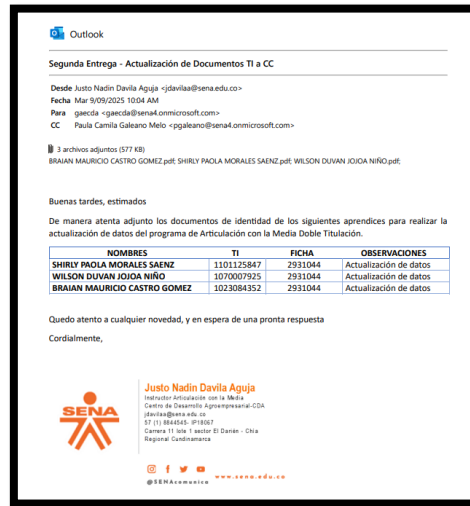 Outlook
Segunda Entrega - Actualización de Documentos TI a CC
Desde Justo Nadin Davila Aguja <jdavilaa@sena.edu.co>
Fecha Mar 9/09/2025 10:04 AM
Para gaecda <gaecda@sena4.onmicrosoft.com>
CC Paula Camila Galeano Melo <pgaleano@sena4.onmicrosoft.com>
3 archivos adjuntos (577 KB)
BRAIAN MAURICIO CASTRO GOMEZ.pdf; SHIRLY PAOLA MORALES SAENZ.pdf; WILSON DUVAN JOJOA NIÑO.pdf;
Buenas tardes, estimados
De manera atenta adjunto los documentos de identidad de los siguientes aprendices para realizar la
actualización de datos del programa de Articulación con la Media Doble Titulación.
NOMBRES TI FICHA OBSERVACIONES
SHIRLY PAOLA MORALES SAENZ 1101125847 2931044 Actualización de datos
WILSON DUVAN JOJOA NIÑO 1070007925 2931044 Actualización de datos
BRAIAN MAURICIO CASTRO GOMEZ 1023084352 2931044 Actualización de datos
Quedo atento a cualquier novedad, y en espera de una pronta respuesta
Cordialmente,
SENA
Justo Nadin Davila Aguja
Instructor Articulación con la Media
Centro de Desarrollo Agroempresarial-CDA
jdavilaa@sena.edu.co
57 (1) 8844545- IP18067
Carrera 11 lote 1 sector El Darién - Chia
Regional Cundinamarca
@SENAcomunica www.sena.edu.co